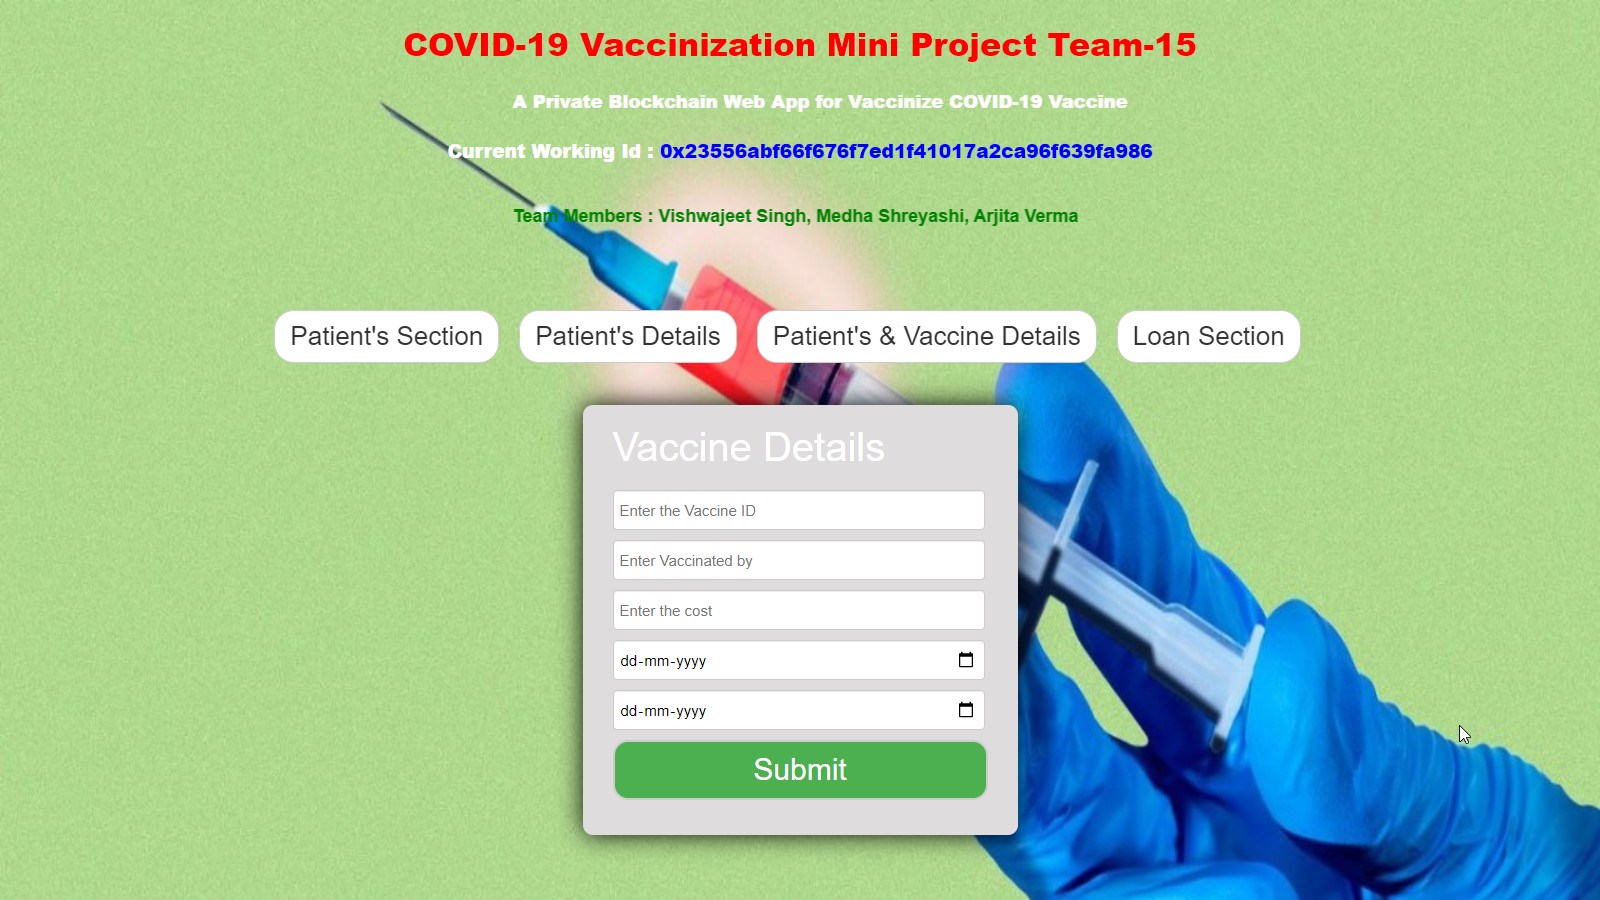 COVID-19 Vaccinization Mini Project Team-15
A Private Blockchain Web App for Vaccinize COVID-19 Vaccine
Current Working Id : 0x23556abf66f676f7ed1f41017a2ca96f639fa986
Team Members : Vishwajeet Singh, Medha Shreyashi, Arjita Verma
Patient's Section Patient's Details Patient's & Vaccine Details Loan Section
Vaccine Details
Enter the Vaccine ID
Enter Vaccinated by
Enter the cost
dd-mm-yyyy
dd-mm-yyyy
Submit